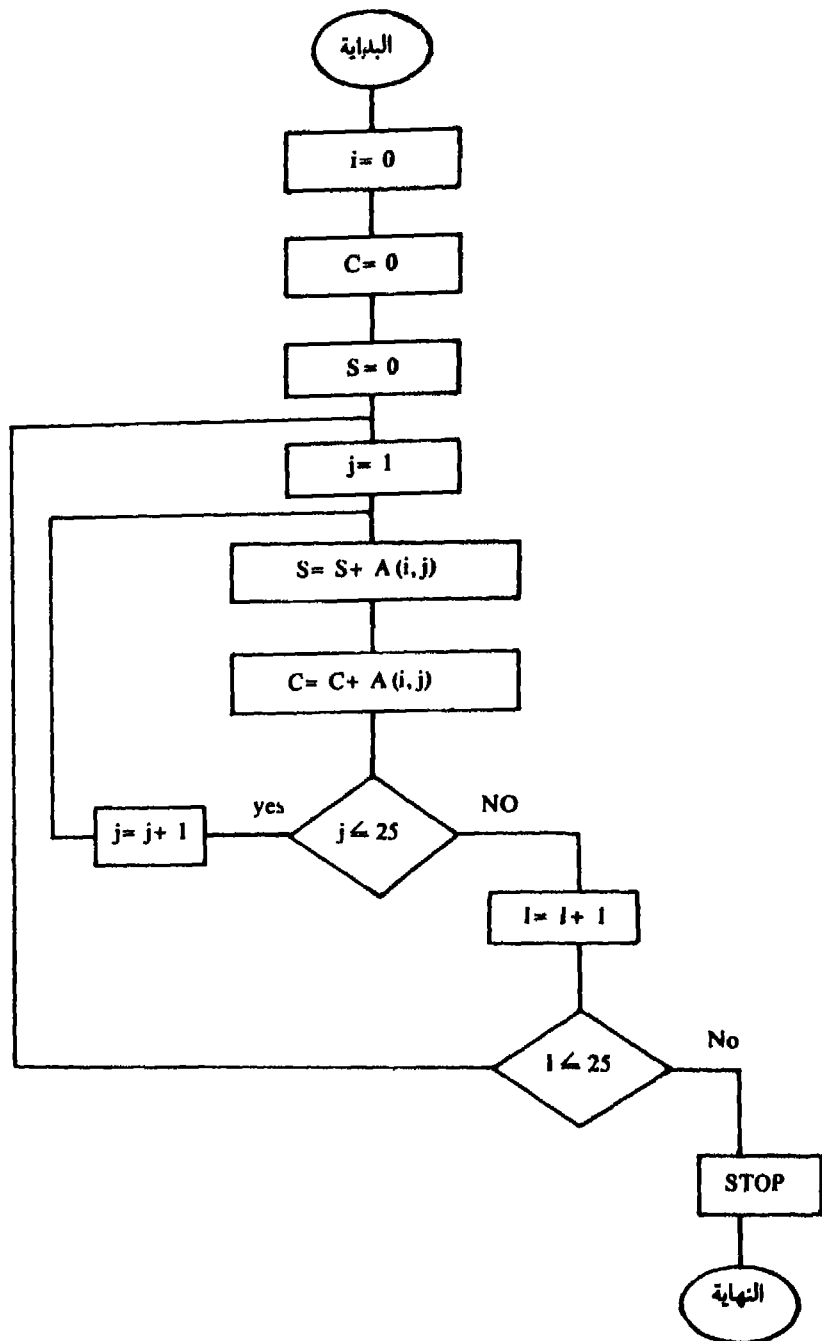 البداية
i= 0
C= 0
S= 0
j= 1
S= S+ A(i,j)
C= C+ A(i,j)
j= j+ 1
yes
j ≤ 25
NO
I= I+ 1
I ≤ 25
No
STOP
النهاية